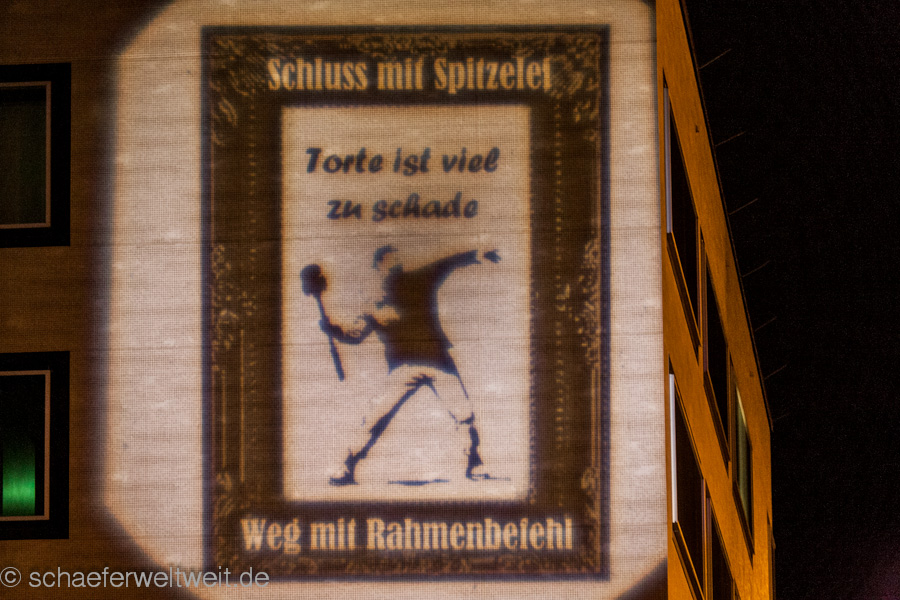 Schluss mit Spitzelei
Torte ist viel
zu schade
Weg mit Rahmenbefehl
© schaeferweltweit.de